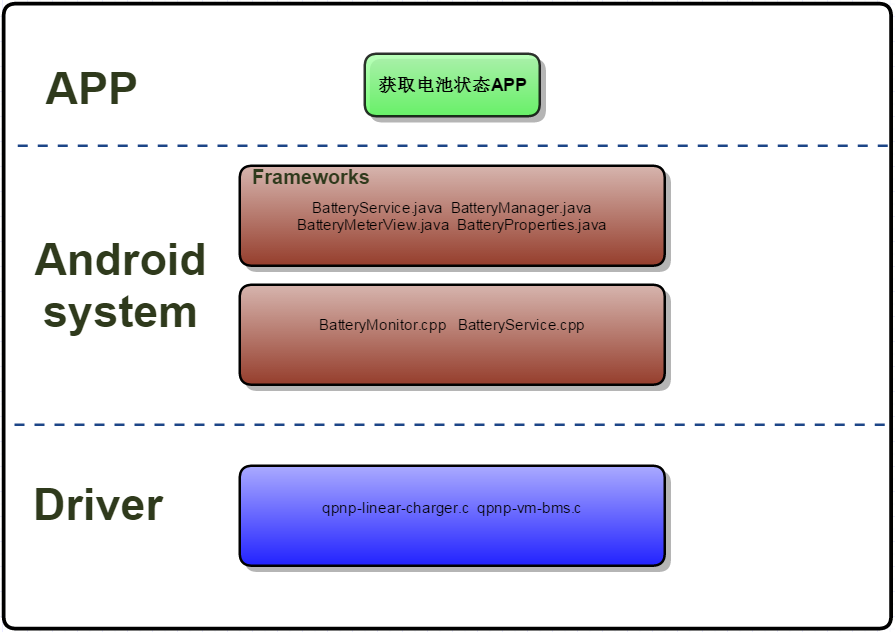 APP
获取电池状态APP
Frameworks
BatteryService.java BatteryManager.java
BatteryMeterView.java BatteryProperties.java
Android
system
BatteryMonitor.cpp BatteryService.cpp
Driver
qpnp-linear-charger.c qpnp-vm-bms.c